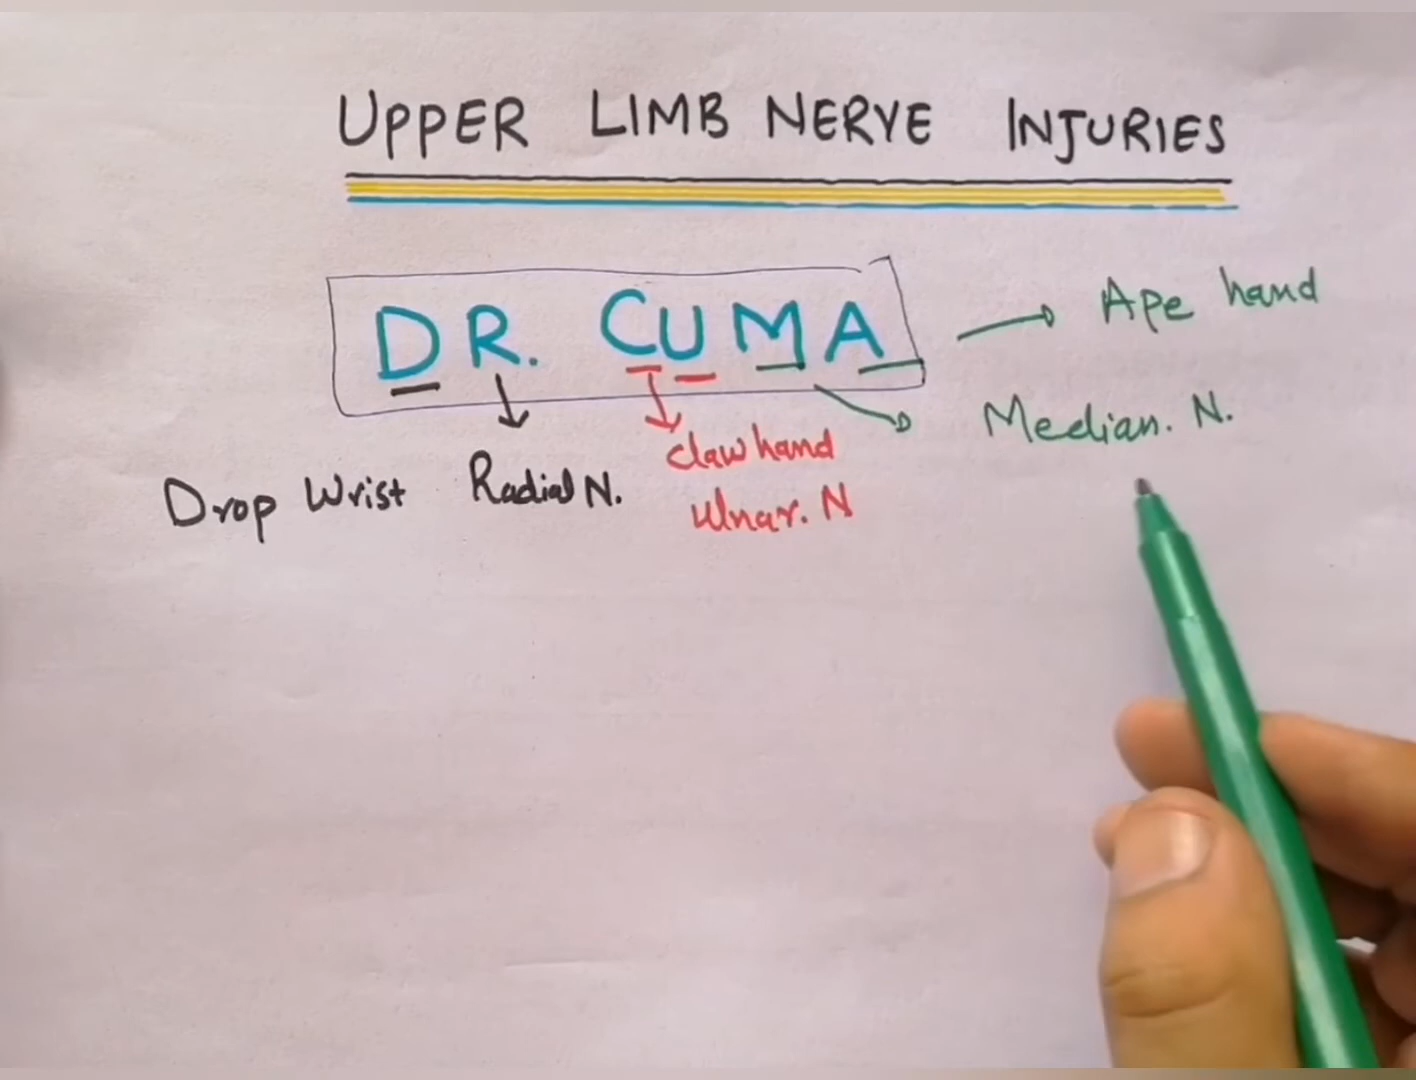 UPPER LIMB NERVE INJURIES
DR. CUMA
Ape hand
Median. N.
Drop Wrist
Radial N.
Claw hand
Ulnar. N